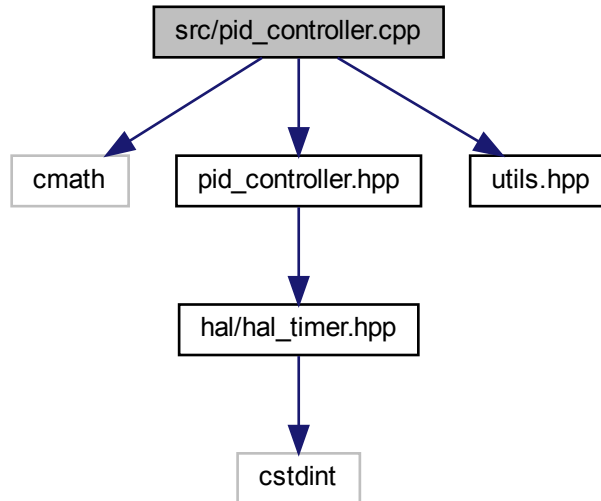 src/pid_controller.cpp
cmath
pid_controller.hpp
utils.hpp
hal/hal_timer.hpp
cstdint